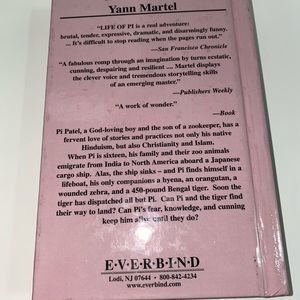 Yann Martel
"LIFE OF PI is a real adventure:
brutal, tender, expressive, dramatic, and disarmingly funny.
... It's difficult to stop reading when the pages run out."
—San Francisco Chronicle
"A fabulous romp through an imagination by turns ecstatic,
cunning, despairing and resilient ... Martel displays
the clever voice and tremendous storytelling skills
of an emerging master."
—Publishers Weekly
"A work of wonder."
—Book
Pi Patel, a God-loving boy and the son of a zookeeper, has a
fervent love of stories and practices not only his native
Hinduism, but also Christianity and Islam.
When Pi is sixteen, his family and their zoo animals
emigrate from India to North America aboard a Japanese
cargo ship. Alas, the ship sinks – and Pi finds himself in a
lifeboat, his only companions a hyena, an orangutan, a
wounded zebra, and a 450-pound Bengal tiger. Soon the
tiger has dispatched all but Pi. Can Pi and the tiger find
their way to land? Can Pi's fear, knowledge, and cunning
keep him alive until they do?
E•V•E•R•B•I•N•D
Lodi, NJ 07644 • 800-842-4234
www.everbind.com